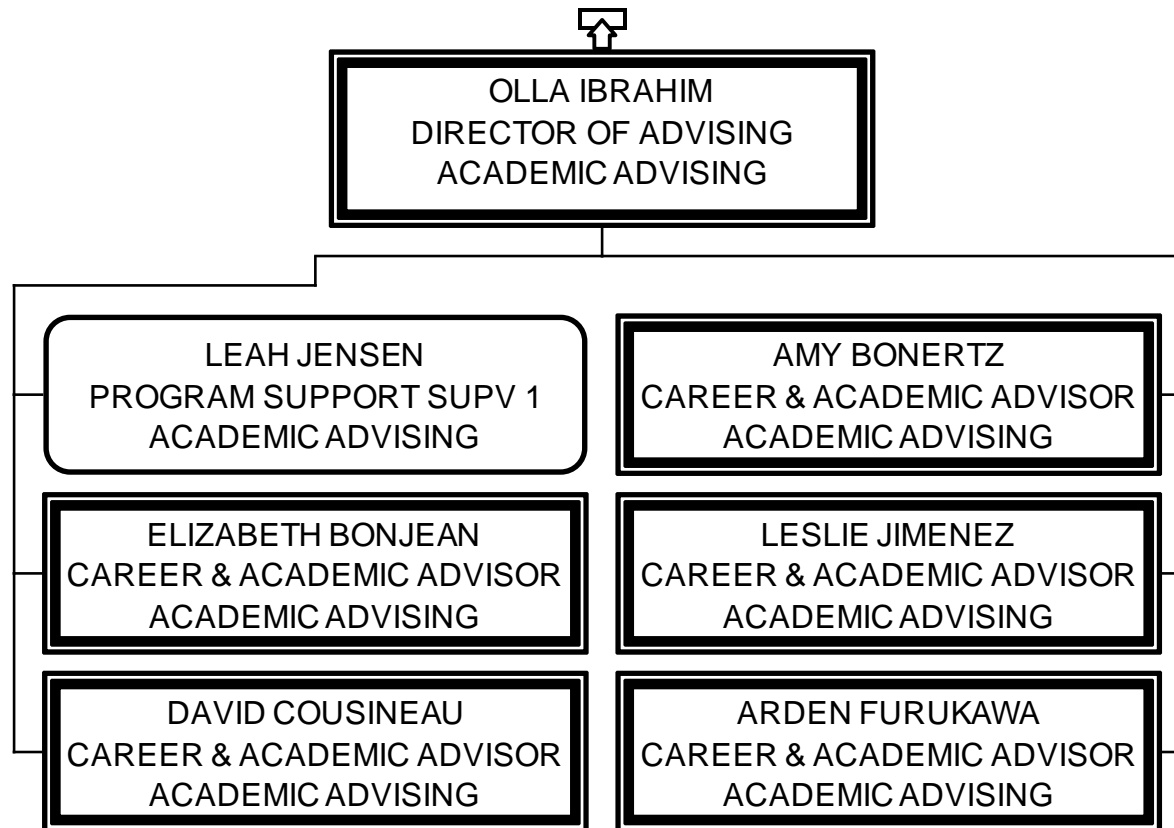 OLLA IBRAHIM
DIRECTOR OF ADVISING
ACADEMIC ADVISING
LEAH JENSEN
PROGRAM SUPPORT SUPV 1
ACADEMIC ADVISING
AMY BONERTZ
CAREER & ACADEMIC ADVISOR
ACADEMIC ADVISING
ELIZABETH BONJEAN
CAREER & ACADEMIC ADVISOR
ACADEMIC ADVISING
LESLIE JIMENEZ
CAREER & ACADEMIC ADVISOR
ACADEMIC ADVISING
DAVID COUSINEAU
CAREER & ACADEMIC ADVISOR
ACADEMIC ADVISING
ARDEN FURUKAWA
CAREER & ACADEMIC ADVISOR
ACADEMIC ADVISING